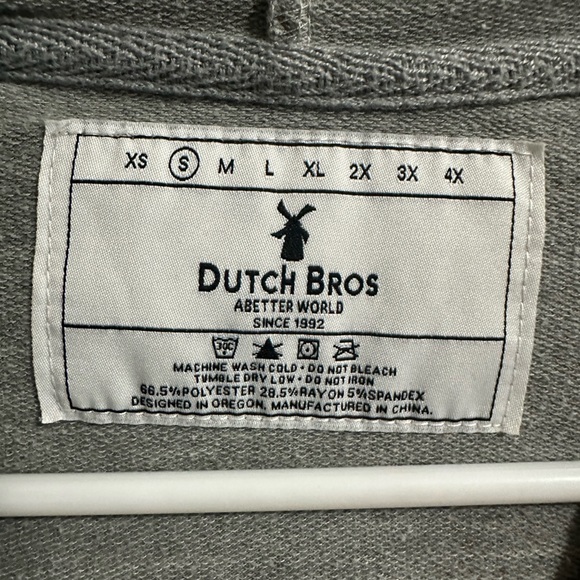 XS S M L XL 2X 3X 4X
DUTCH BROS
ABETTER WORLD
SINCE 1992
30C
MACHINE WASH COLD • DO NOT BLEACH
TUMBLE DRY LOW • DO NOT IRON
66.5%POLYESTER 28.5%RAYON 5%SPANDEX
DESIGNED IN OREGON. MANUFACTURED IN CHINA.